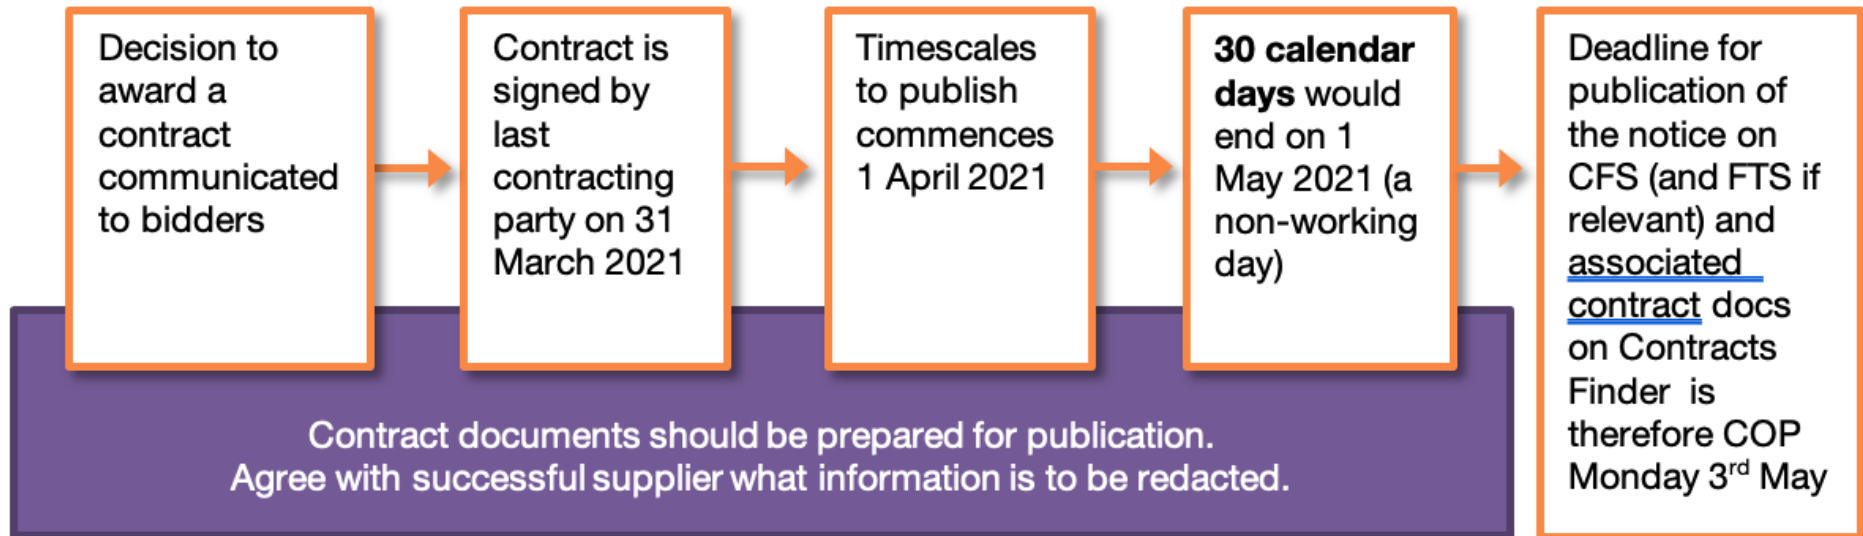 Decision to
award a
contract
communicated
to bidders
Contract is
signed by
last
contracting
party on 31
March 2021
Timescales
to publish
commences
1 April 2021
30 calendar
days would
end on 1
May 2021 (a
non-working
day)
Deadline for
publication of
the notice on
CFS (and FTS if
relevant) and
associated
contract docs
on Contracts
Finder is
therefore COP
Monday 3rd May
Contract documents should be prepared for publication.
Agree with successful supplier what information is to be redacted.